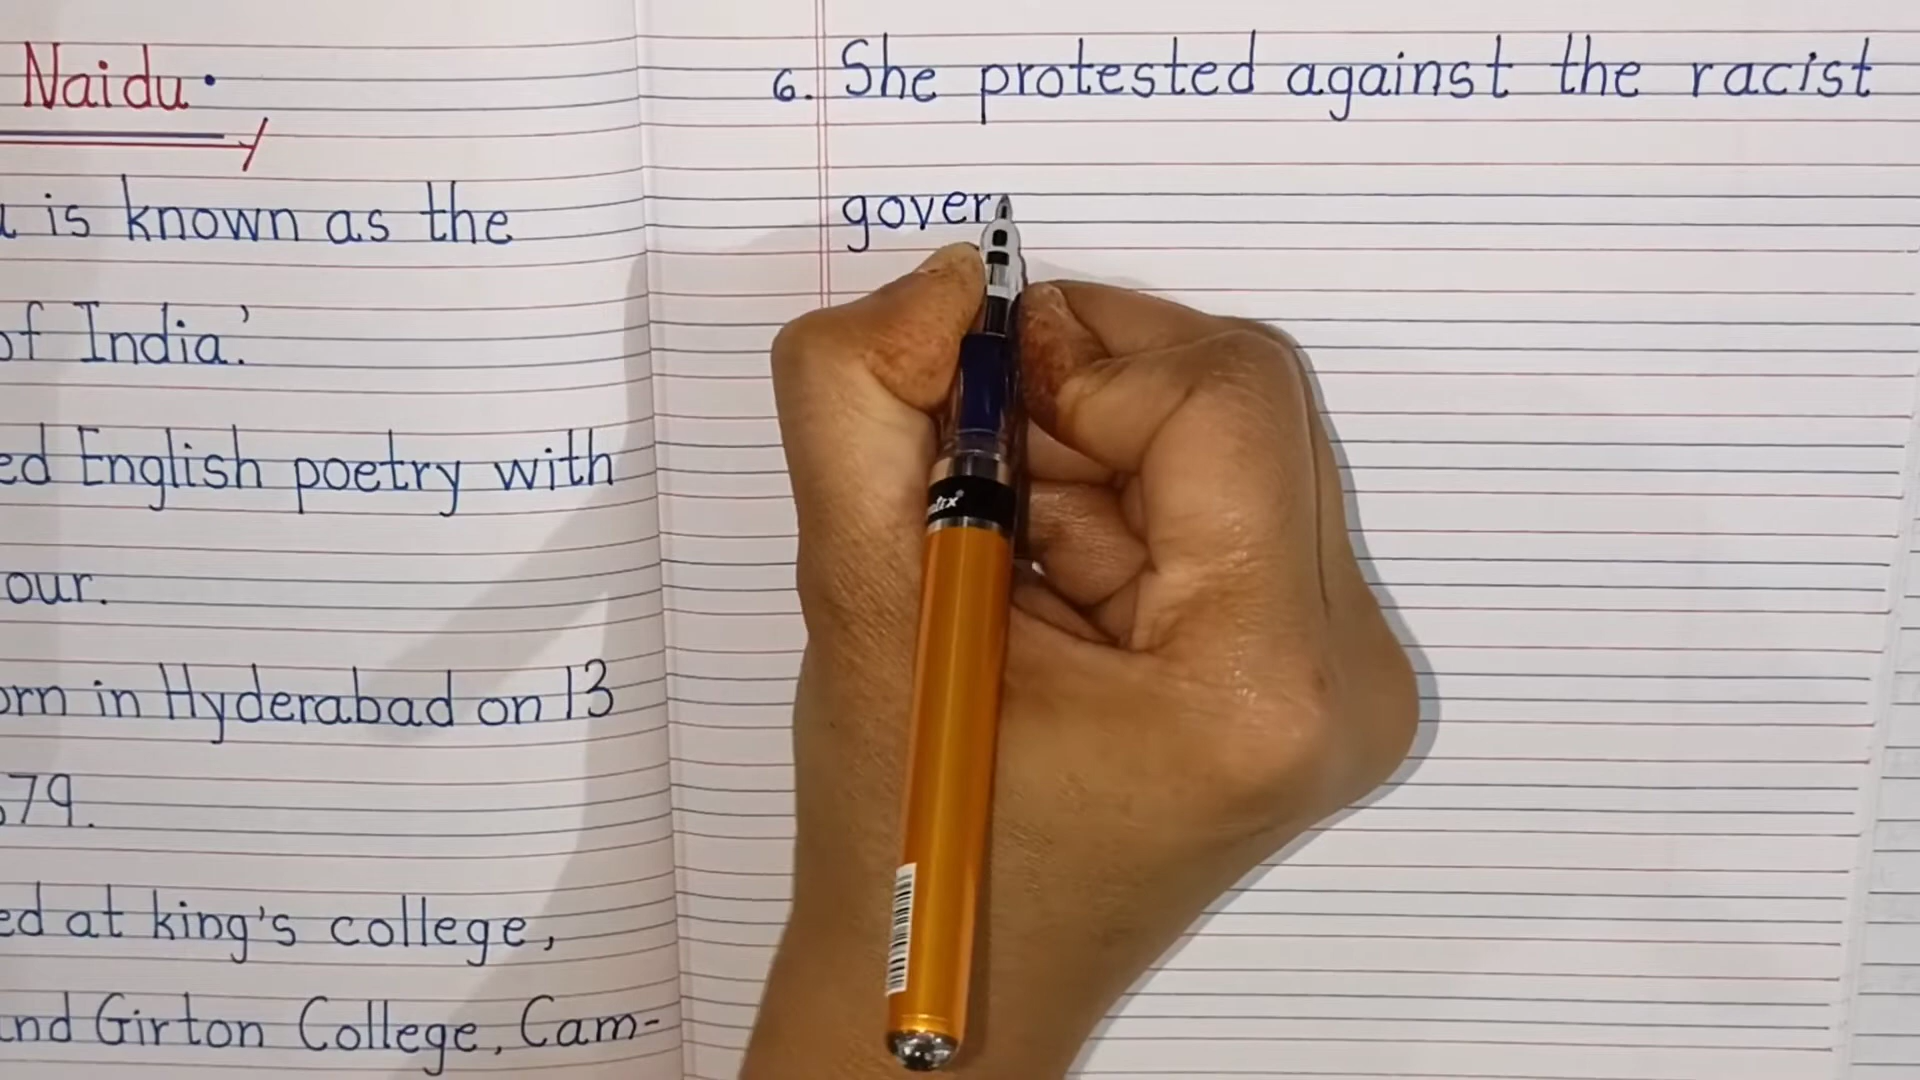 Naidu.
is known as the
of India.'
ed English poetry with
our.
orn in Hyderabad on 13
79.
ed at king's college,
and Girton College, Cam-
6. She protested against the racist
gover